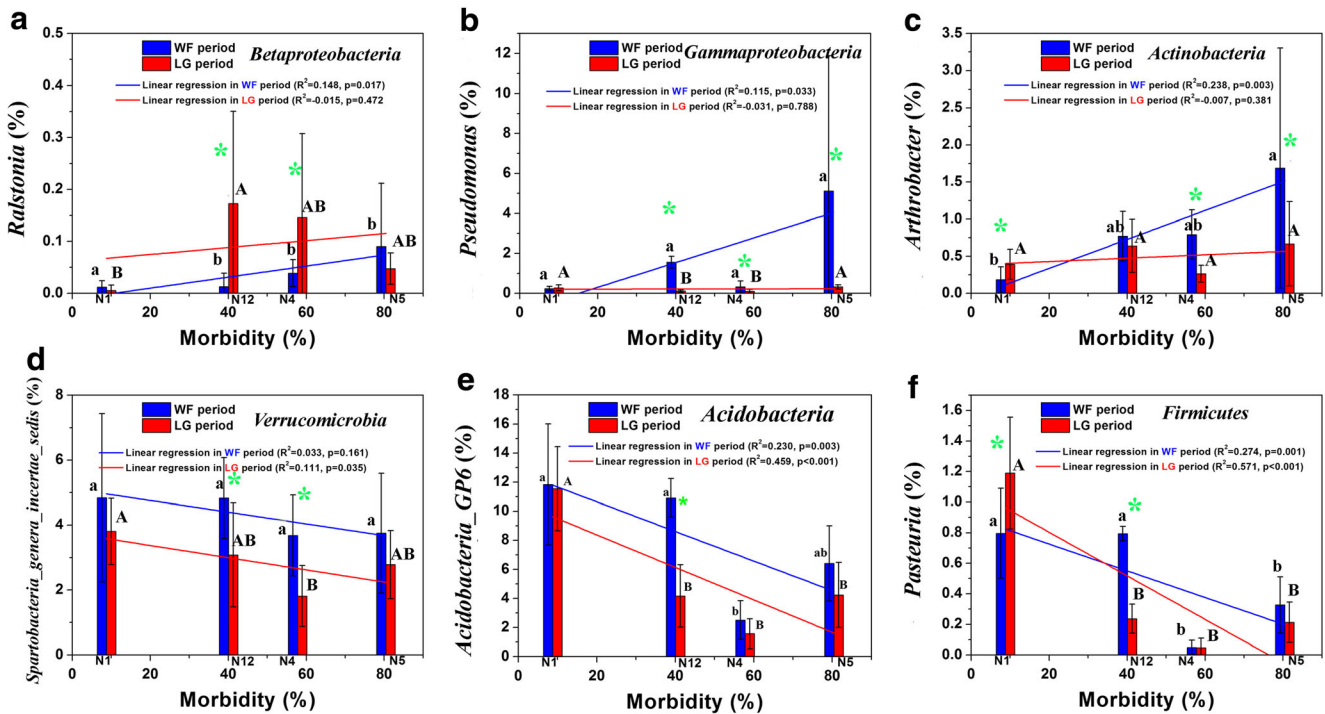 a
Ralstonia (%)
0.5
0.4
0.3
0.2
0.1
0.0
WF period
LG period
Betaproteobacteria
Linear regression in WF period (R²=0.148, p=0.017)
Linear regression in LG period (R²=-0.015, p=0.472
* *
a B b A b AB b AB
N1 N12 N4 N5
0 20 40 60 80
Morbidity (%)
b
Pseudomonas (%)
12
10
8
6
4
2
0
WF period
LG period
Gammaproteobacteria
Linear regression in WF period (R²=0.115, p=0.033)
Linear regression in LG period (R²=-0.031, p=0.788)
* * *
a A a B a B a A
N1 N12 N4 N5
0 20 40 60 80
Morbidity (%)
c
Arthrobacter (%)
3.5
3.0
2.5
2.0
1.5
1.0
0.5
0.0
WF period
LG period
Actinobacteria
Linear regression in WF period (R²=0.238, p=0.003)
Linear regression in LG period (R²=-0.007, p=0.381)
* * *
b A ab A ab A a A
N1 N12 N4 N5
0 20 40 60 80
Morbidity (%)
d
Spartobacteria_genera_incertae_sedis (%)
8
6
4
2
0
WF period
LG period
Verrucomicrobia
Linear regression in WF period (R²=0.033, p=0.161)
Linear regression in LG period (R²=0.111, p=0.035)
* *
a A a AB a B a AB
N1 N12 N4 N5
0 20 40 60 80
Morbidity (%)
e
Acidobacteria_GP6 (%)
18
16
14
12
10
8
6
4
2
0
WF period
LG period
Acidobacteria
Linear regression in WF period (R²=0.230, p=0.003)
Linear regression in LG period (R²=0.459, p<0.001)
*
a A a B b B ab B
N1 N12 N4 N5
0 20 40 60 80
Morbidity (%)
f
Pasteuria (%)
1.6
1.4
1.2
1.0
0.8
0.6
0.4
0.2
0.0
WF period
LG period
Firmicutes
Linear regression in WF period (R²=0.274, p=0.001)
Linear regression in LG period (R²=0.571, p<0.001)
* *
a A a B b B b B
N1 N12 N4 N5
0 20 40 60 80
Morbidity (%)